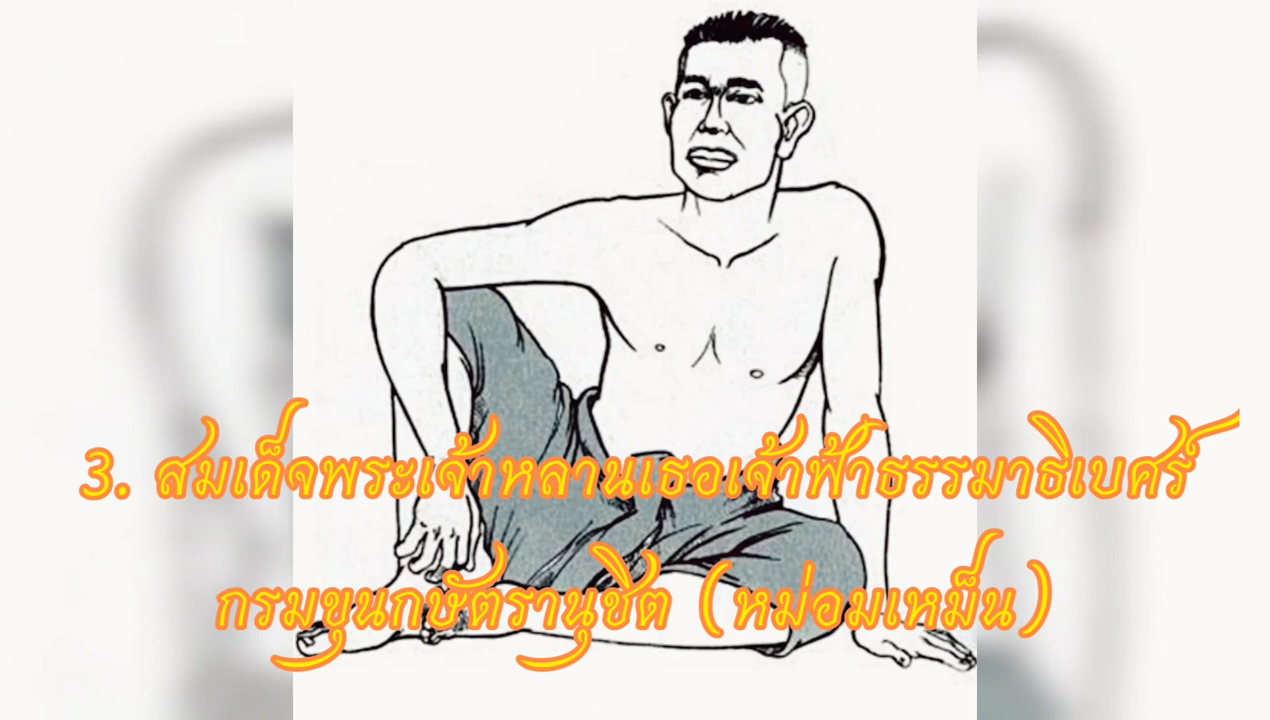 3. สมเด็จพระเจ้าหลานเธอเจ้าฟ้าธรรมาธิเบศร์
กรมขุนกษัตรานุชิต (หม่อมเหม็น)